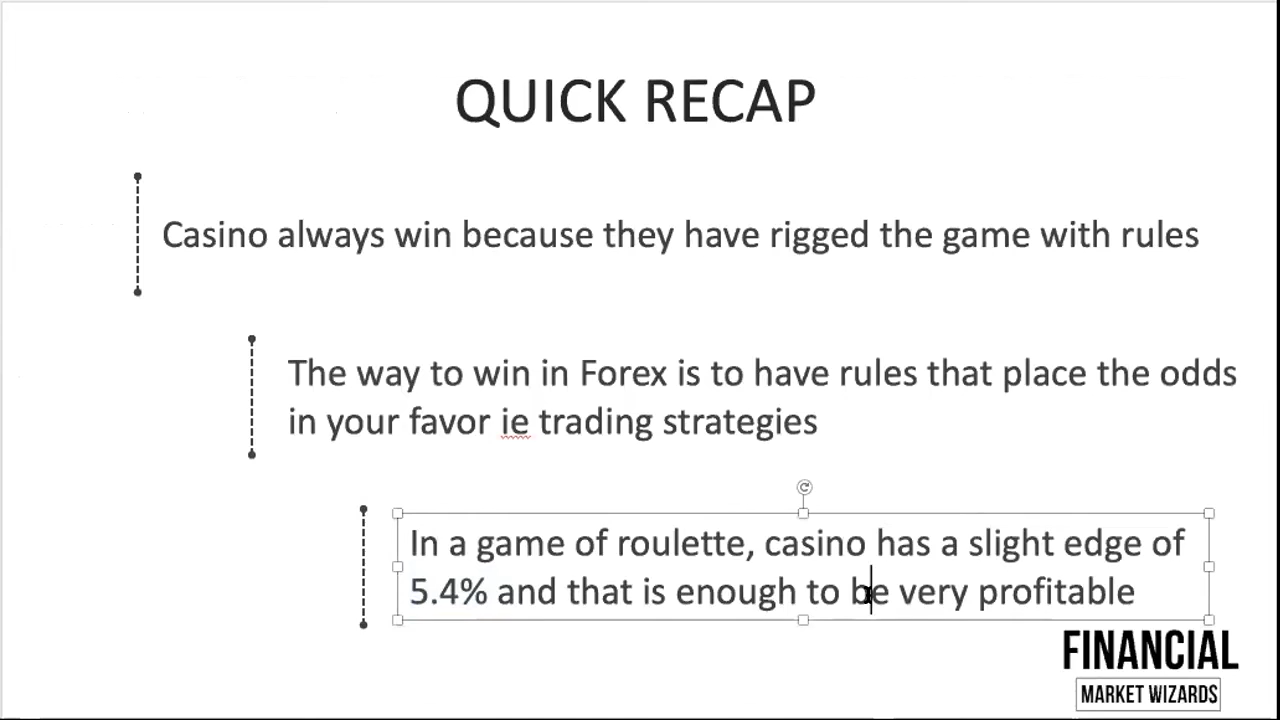 QUICK RECAP
Casino always win because they have rigged the game with rules
The way to win in Forex is to have rules that place the odds
in your favor ie trading strategies
In a game of roulette, casino has a slight edge of
5.4% and that is enough to be very profitable
FINANCIAL
MARKET WIZARDS